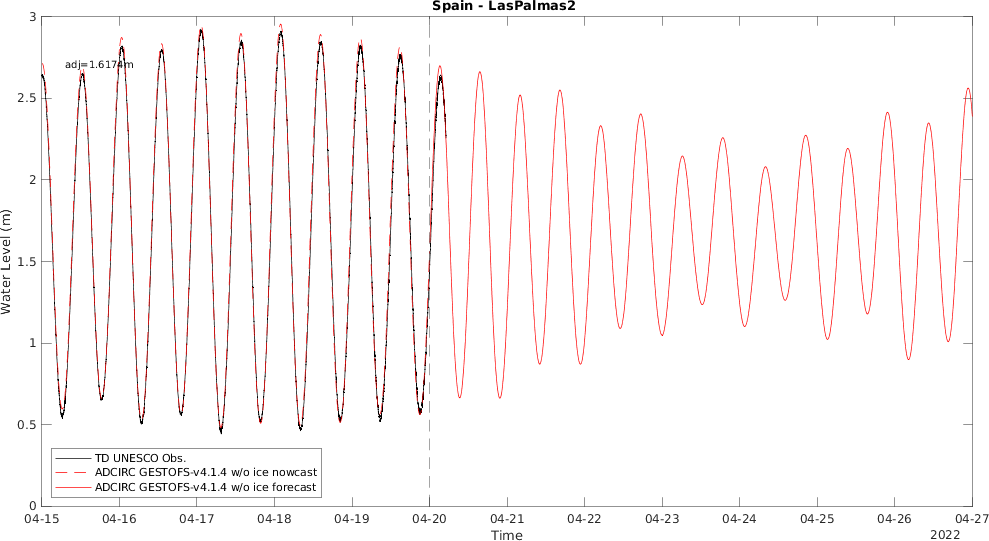 Spain - LasPalmas2
adj=1.6174m
Water Level (m)
3
2.5
2
1.5
1
0.5
0
TD UNESCO Obs.
ADCIRC GESTOFS-v4.1.4 w/o ice nowcast
ADCIRC GESTOFS-v4.1.4 w/o ice forecast
04-15 04-16 04-17 04-18 04-19 04-20 04-21 04-22 04-23 04-24 04-25 04-26 04-27
Time
2022